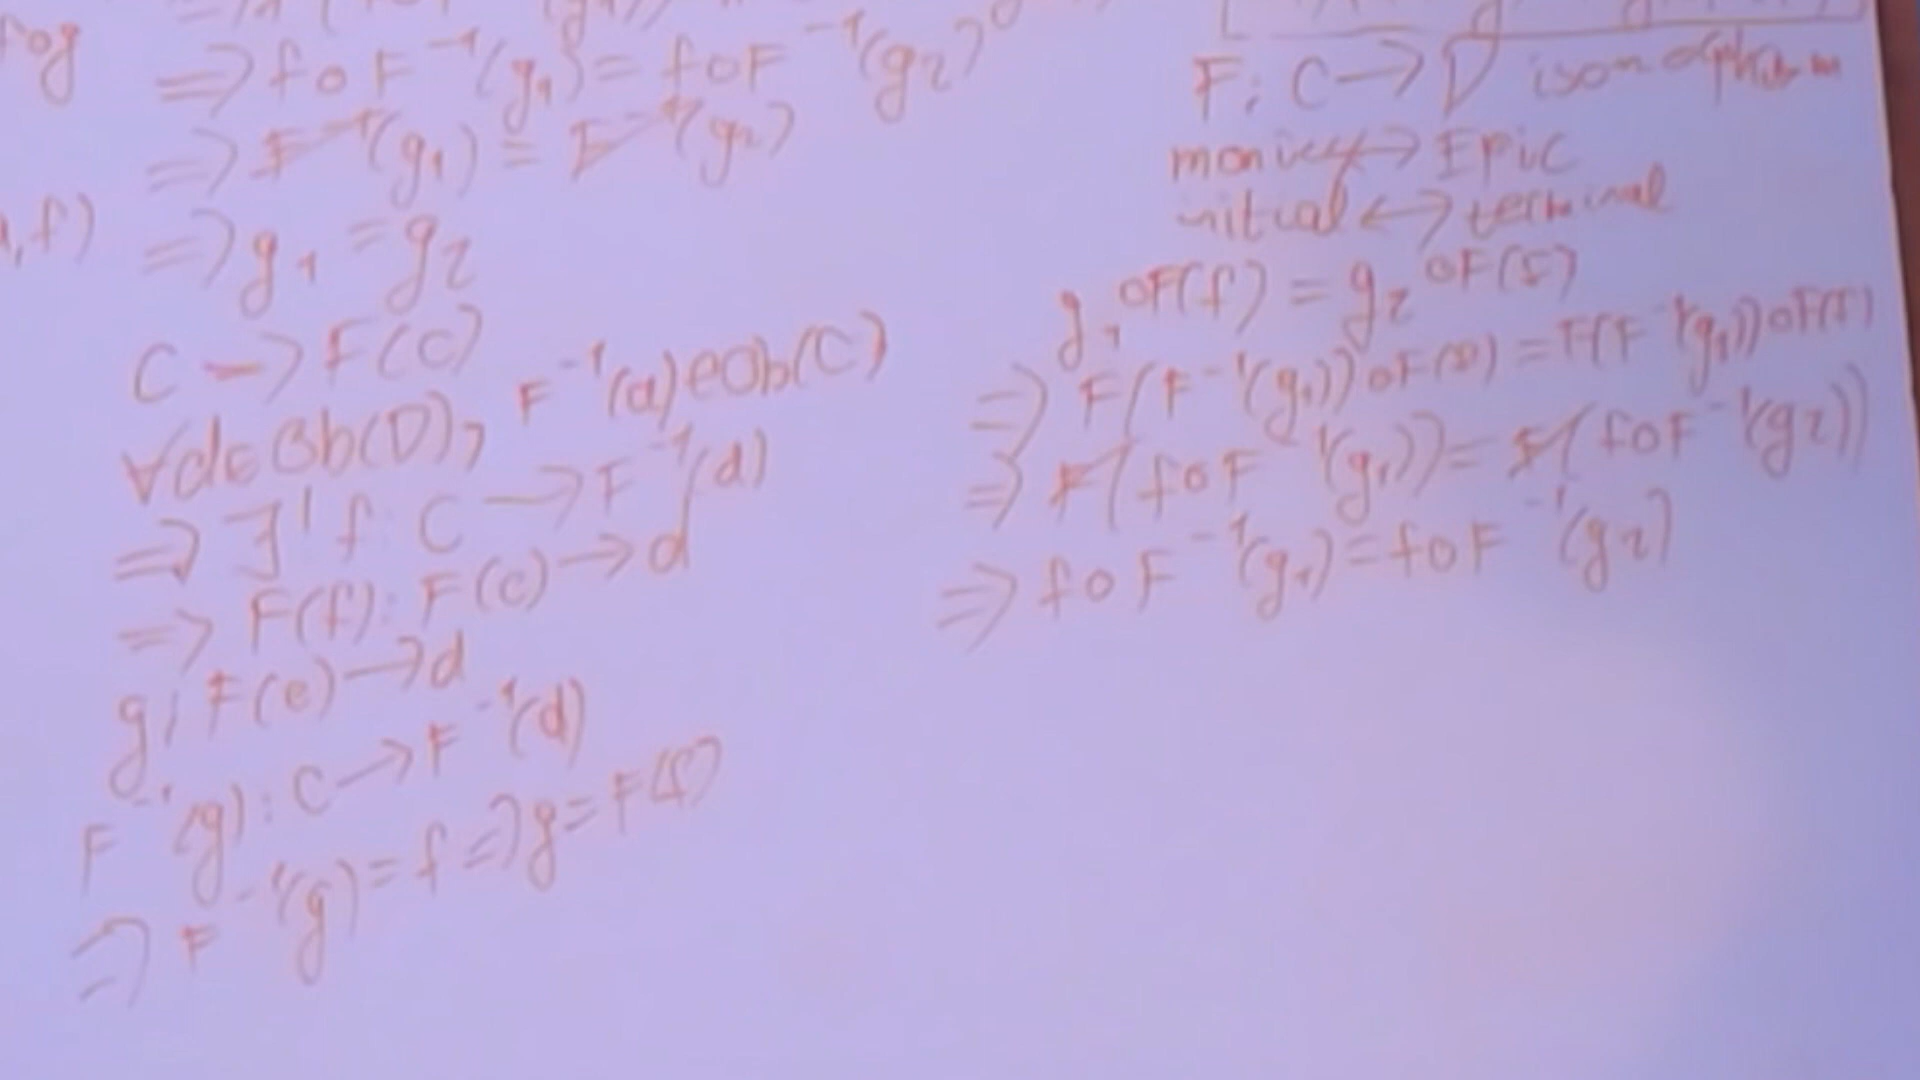 fog
⇒ f o F⁻¹(g₁) = f o F⁻¹(g₂)
⇒ F⁻¹(g₁) = F⁻¹(g₂)
,f)
⇒ g₁ = g₂
C → F(C)
∀d∈Ob(D), F⁻¹(d)∈Ob(C)
⇒ ∃! f: C → F⁻¹(d)
⇒ F(f): F(c) → d
g: F(c) → d
F⁻¹(g): C → F⁻¹(d)
⇒ F⁻¹(g) = f ⇒ g = F(f)
F: C → D isomorphism
monic ↔ Epic
initial ↔ terminal
g₁ o F(f) = g₂ o F(f)
⇒ F(F⁻¹(g₁)) o F(f) = F(F⁻¹(g₁)) o F(f)
⇒ F(f o F⁻¹(g₁)) = F(f o F⁻¹(g₂))
⇒ f o F⁻¹(g₁) = f o F⁻¹(g₂)